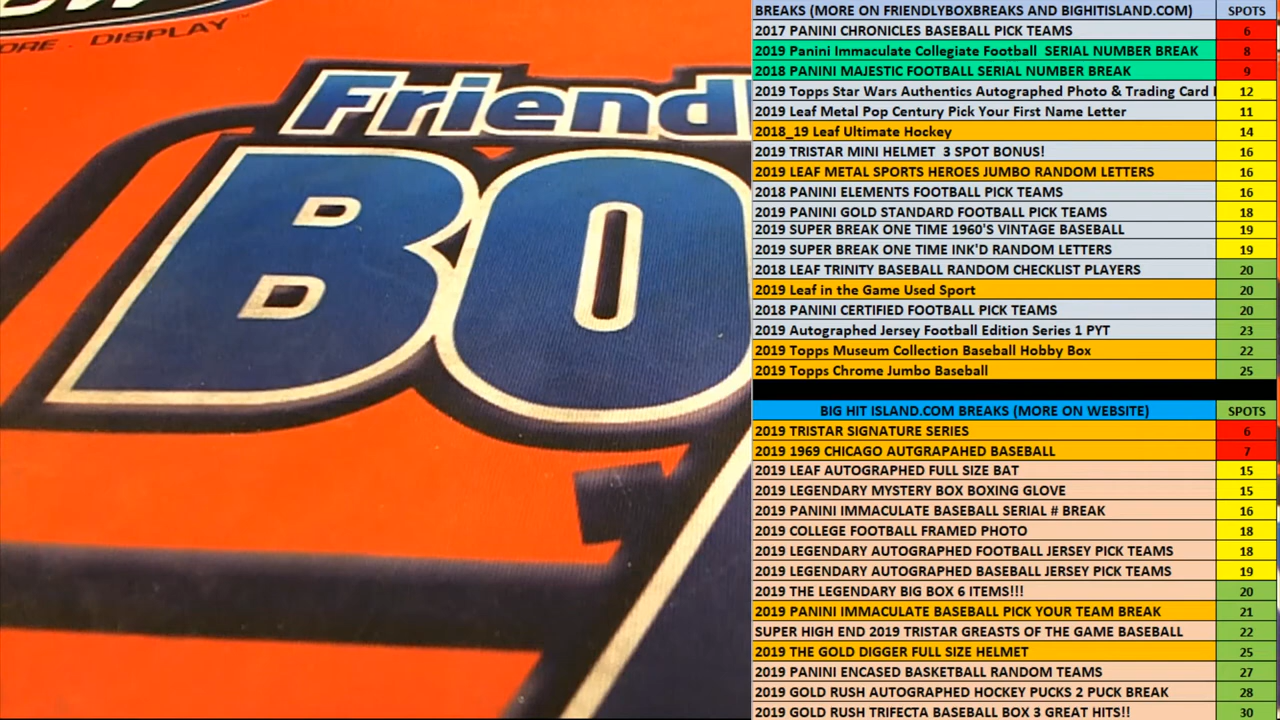 ORE • DISPLAY
Friend
BO
BREAKS (MORE ON FRIENDLYBOXBREAKS AND BIGHITISLAND.COM) SPOTS
2017 PANINI CHRONICLES BASEBALL PICK TEAMS 6
2019 Panini Immaculate Collegiate Football SERIAL NUMBER BREAK 8
2018 PANINI MAJESTIC FOOTBALL SERIAL NUMBER BREAK 9
2019 Topps Star Wars Authentics Autographed Photo & Trading Card 12
2019 Leaf Metal Pop Century Pick Your First Name Letter 11
2018_19 Leaf Ultimate Hockey 14
2019 TRISTAR MINI HELMET 3 SPOT BONUS! 16
2019 LEAF METAL SPORTS HEROES JUMBO RANDOM LETTERS 16
2018 PANINI ELEMENTS FOOTBALL PICK TEAMS 16
2019 PANINI GOLD STANDARD FOOTBALL PICK TEAMS 18
2019 SUPER BREAK ONE TIME 1960'S VINTAGE BASEBALL 19
2019 SUPER BREAK ONE TIME INK'D RANDOM LETTERS 19
2018 LEAF TRINITY BASEBALL RANDOM CHECKLIST PLAYERS 20
2019 Leaf in the Game Used Sport 20
2018 PANINI CERTIFIED FOOTBALL PICK TEAMS 20
2019 Autographed Jersey Football Edition Series 1 PYT 23
2019 Topps Museum Collection Baseball Hobby Box 22
2019 Topps Chrome Jumbo Baseball 25
BIG HIT ISLAND.COM BREAKS (MORE ON WEBSITE) SPOTS
2019 TRISTAR SIGNATURE SERIES 6
2019 1969 CHICAGO AUTGRAPAHED BASEBALL 7
2019 LEAF AUTOGRAPHED FULL SIZE BAT 15
2019 LEGENDARY MYSTERY BOX BOXING GLOVE 15
2019 PANINI IMMACULATE BASEBALL SERIAL # BREAK 16
2019 COLLEGE FOOTBALL FRAMED PHOTO 18
2019 LEGENDARY AUTOGRAPHED FOOTBALL JERSEY PICK TEAMS 18
2019 LEGENDARY AUTOGRAPHED BASEBALL JERSEY PICK TEAMS 19
2019 THE LEGENDARY BIG BOX 6 ITEMS!!! 20
2019 PANINI IMMACULATE BASEBALL PICK YOUR TEAM BREAK 21
SUPER HIGH END 2019 TRISTAR GREASTS OF THE GAME BASEBALL 22
2019 THE GOLD DIGGER FULL SIZE HELMET 25
2019 PANINI ENCASED BASKETBALL RANDOM TEAMS 27
2019 GOLD RUSH AUTOGRAPHED HOCKEY PUCKS 2 PUCK BREAK 28
2019 GOLD RUSH TRIFECTA BASEBALL BOX 3 GREAT HITS!! 30